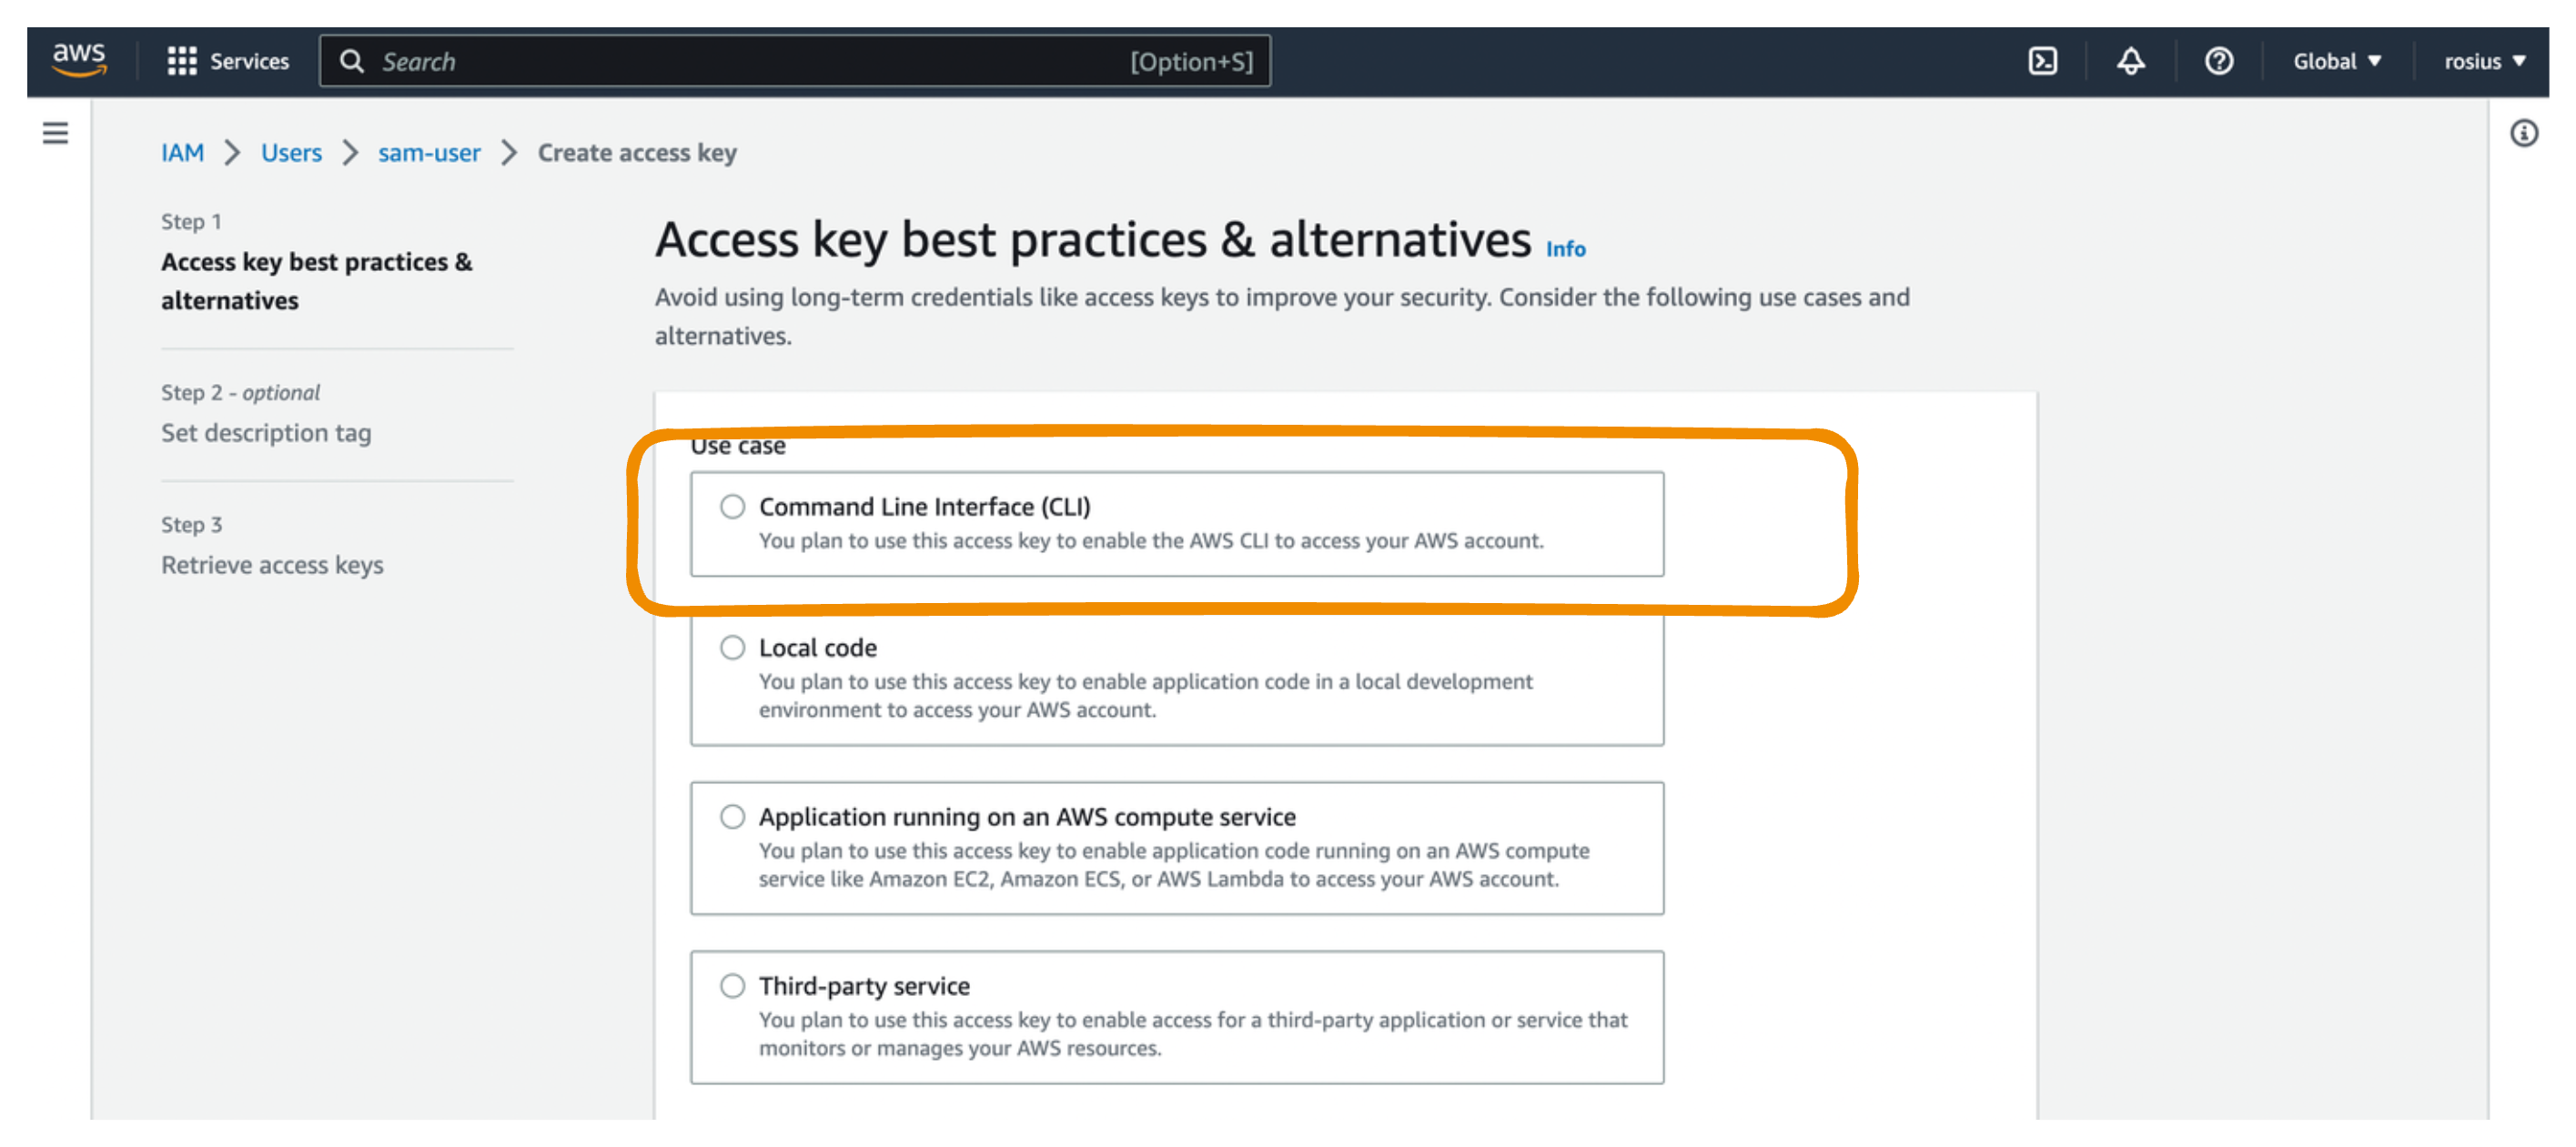 aws Services Search [Option+S] Global rosius
IAM > Users > sam-user > Create access key
Step 1
Access key best practices &
alternatives
Step 2 - optional
Set description tag
Step 3
Retrieve access keys
Access key best practices & alternatives Info
Avoid using long-term credentials like access keys to improve your security. Consider the following use cases and
alternatives.
Use case
Command Line Interface (CLI)
You plan to use this access key to enable the AWS CLI to access your AWS account.
Local code
You plan to use this access key to enable application code in a local development
environment to access your AWS account.
Application running on an AWS compute service
You plan to use this access key to enable application code running on an AWS compute
service like Amazon EC2, Amazon ECS, or AWS Lambda to access your AWS account.
Third-party service
You plan to use this access key to enable access for a third-party application or service that
monitors or manages your AWS resources.